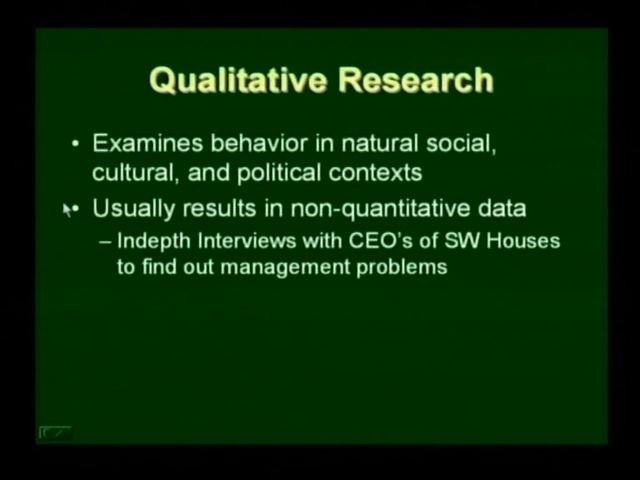 Qualitative Research
• Examines behavior in natural social,
cultural, and political contexts
• Usually results in non-quantitative data
– Indepth Interviews with CEO's of SW Houses
to find out management problems